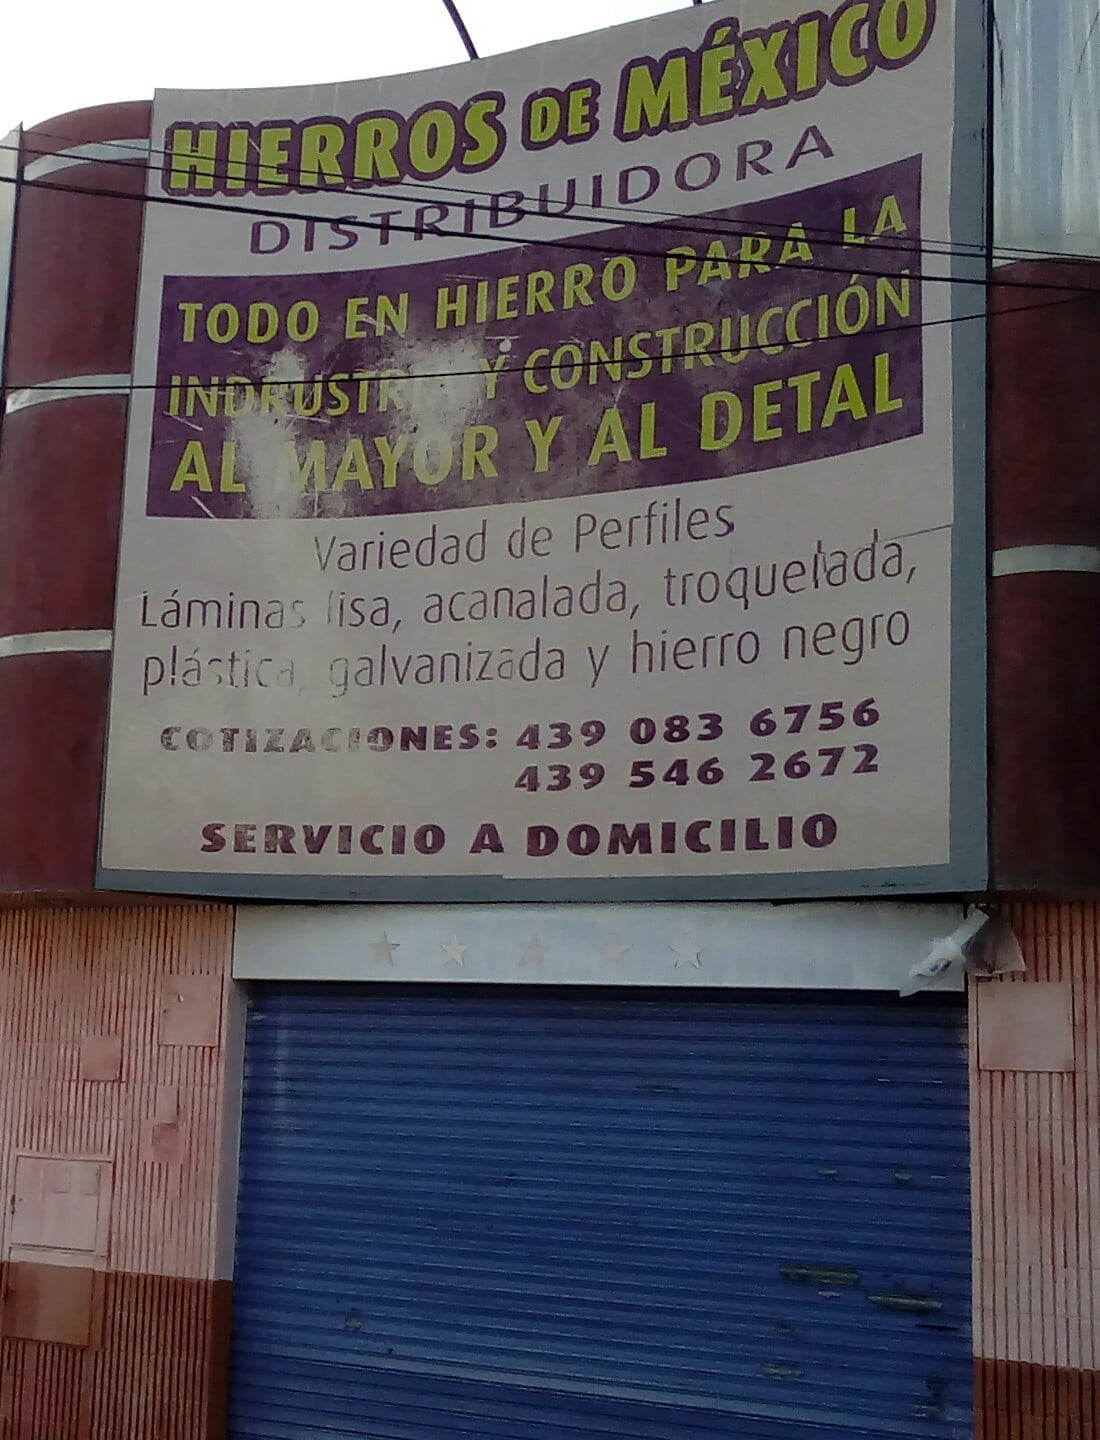 HIERROS DE MÉXICO
DISTRIBUIDORA
TODO EN HIERRO PARA LA
INDRUSTRIA Y CONSTRUCCIÓN
AL MAYOR Y AL DETAL
Variedad de Perfiles
Láminas lisa, acanalada, troquelada,
plástica, galvanizada y hierro negro
COTIZACIONES: 439 083 6756
439 546 2672
SERVICIO A DOMICILIO